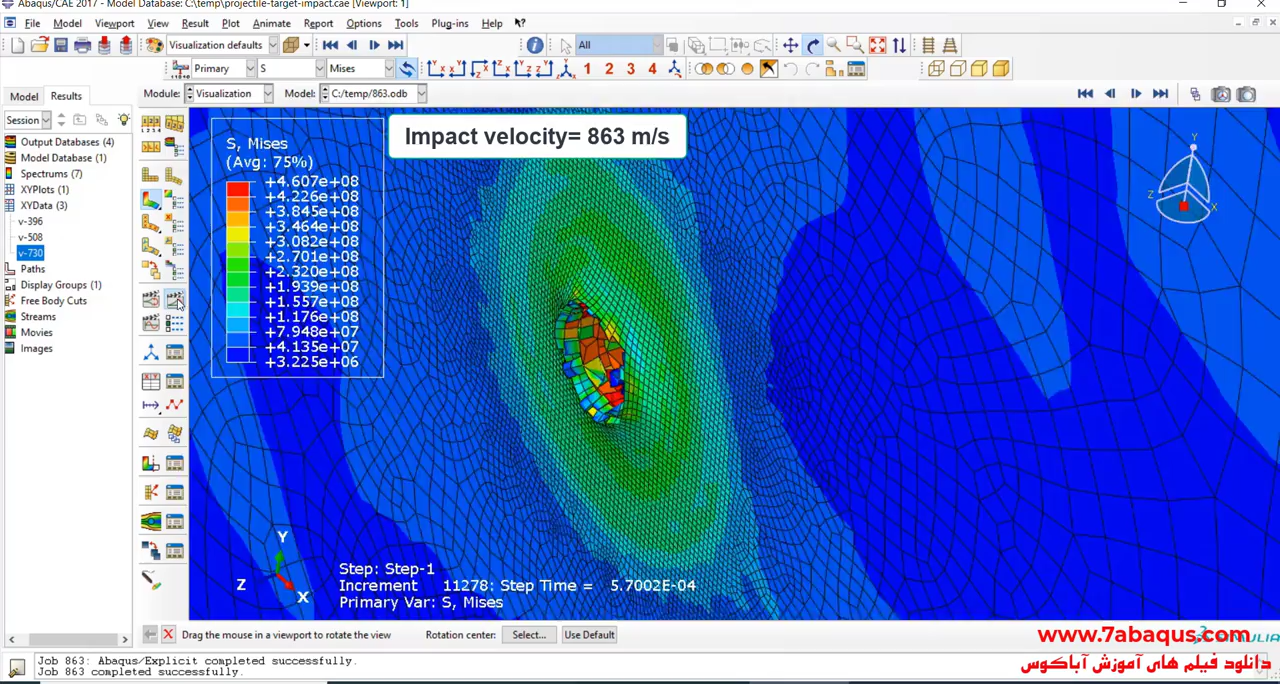 Abaqus/CAE 2017 - Model Database: C:\temp\projectile-target-impact.cae [Viewport: 1]
File Model Viewport View Result Plot Animate Report Options Tools Plug-ins Help
Visualization defaults All
Primary S Mises 1 2 3 4
Model Results Module: Visualization Model: C:/temp/863.odb
Session
Output Databases (4)
Model Database (1)
Spectrums (7)
XYPlots (1)
XYData (3)
v-396
v-508
v-730
Paths
Display Groups (1)
Free Body Cuts
Streams
Movies
Images
Impact velocity= 863 m/s
S, Mises
(Avg: 75%)
+4.607e+08
+4.226e+08
+3.845e+08
+3.464e+08
+3.082e+08
+2.701e+08
+2.320e+08
+1.939e+08
+1.557e+08
+1.176e+08
+7.948e+07
+4.135e+07
+3.225e+06
Y
Z
X
Y
Z
X
Step: Step-1
Increment 11278: Step Time = 5.7002E-04
Primary Var: S, Mises
Drag the mouse in a viewport to rotate the view Rotation center: Select... Use Default
www.7abaqus.com
دانلود فیلم های آموزش آباکوس
Job 863: Abaqus/Explicit completed successfully.
Job 863 completed successfully.